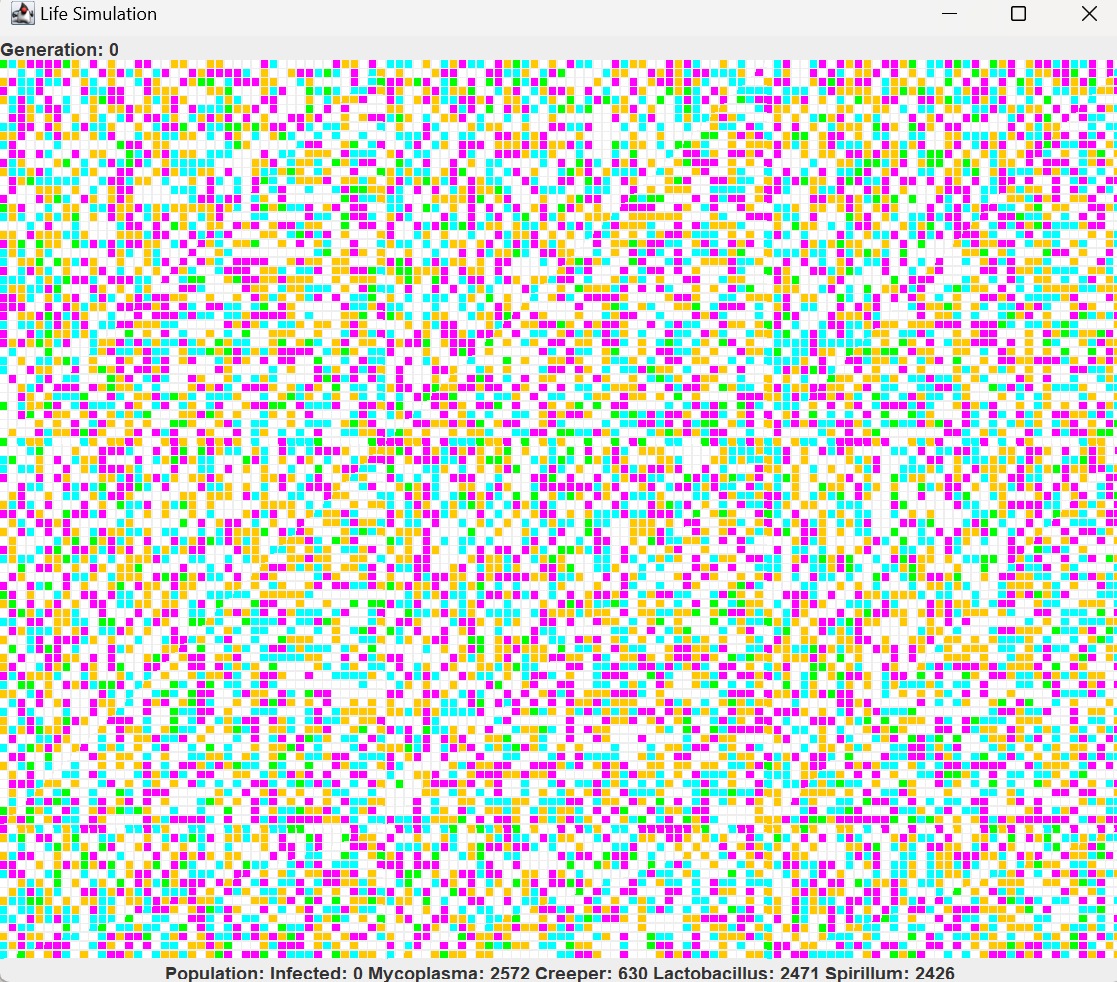 Life Simulation
Generation: 0
Population: Infected: 0 Mycoplasma: 2572 Creeper: 630 Lactobacillus: 2471 Spirillum: 2426